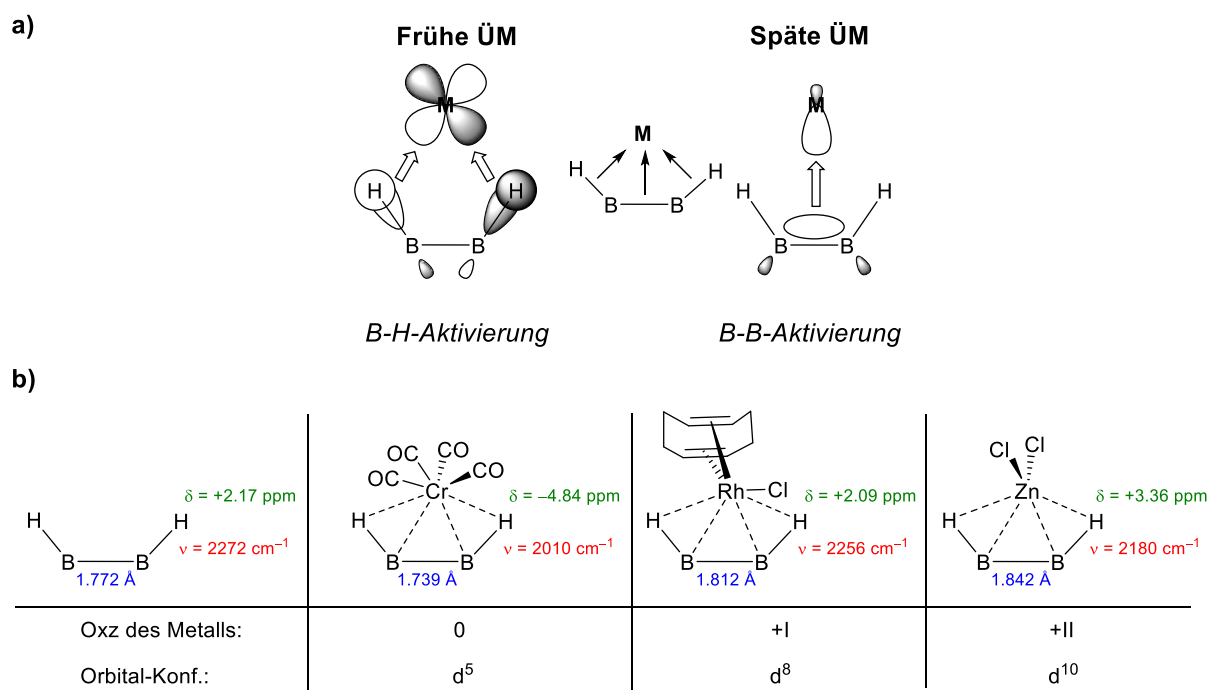 a)
Frühe ÜM
Späte ÜM
M
M
M
H
H
H
H
H
H
B
B
B
B
B
B
B-H-Aktivierung
B-B-Aktivierung
b)
H
H
B
B
1.772 Å
δ = +2.17 ppm
ν = 2272 cm⁻¹
OC
CO
OC
CO
Cr
H
H
B
B
1.739 Å
δ = –4.84 ppm
ν = 2010 cm⁻¹
Rh
Cl
H
H
B
B
1.812 Å
δ = +2.09 ppm
ν = 2256 cm⁻¹
Cl
Cl
Zn
H
H
B
B
1.842 Å
δ = +3.36 ppm
ν = 2180 cm⁻¹
Oxz des Metalls: 0 +I +II
Orbital-Konf.: d⁵ d⁸ d¹⁰